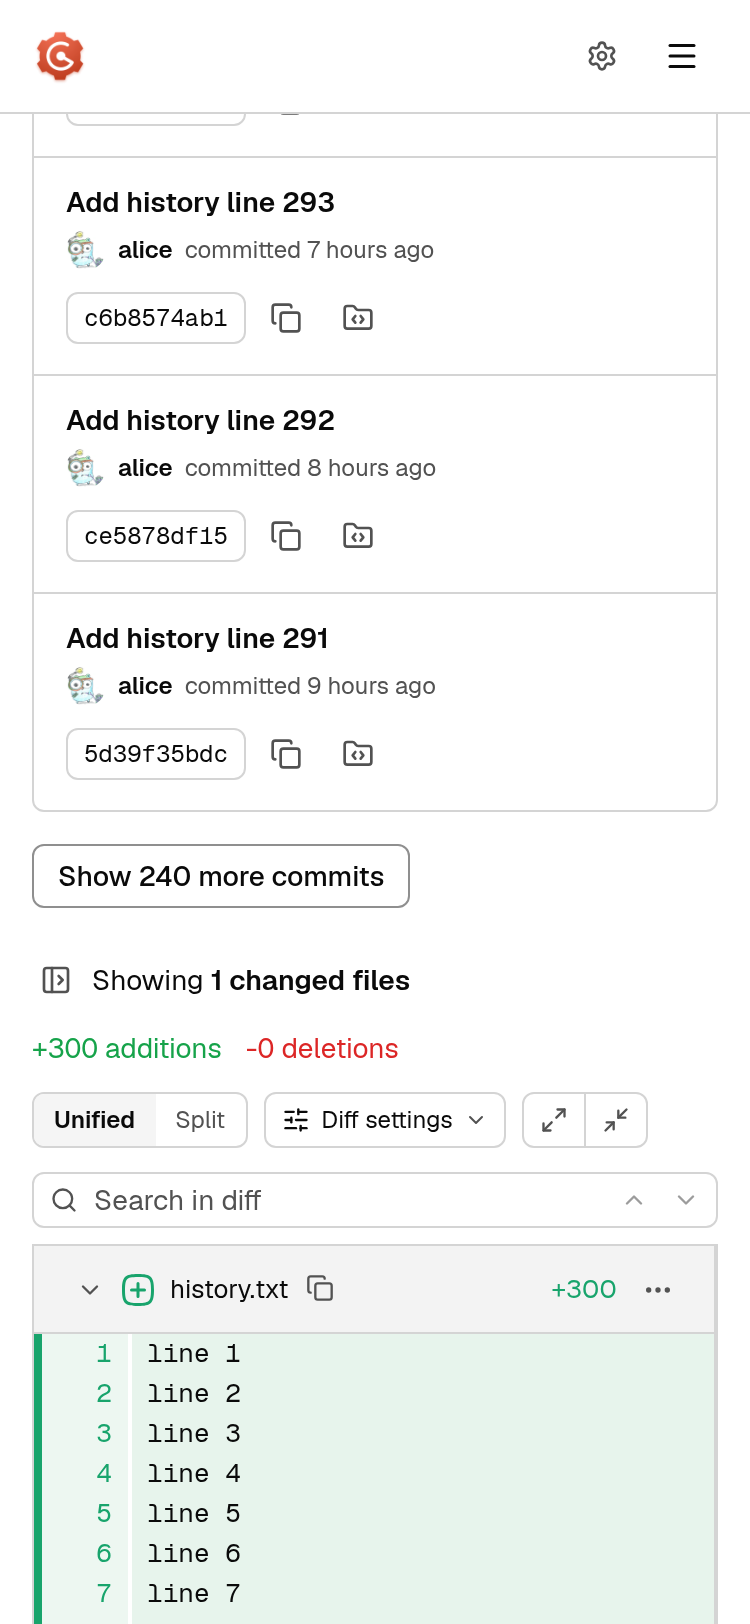 Add history line 293
alice committed 7 hours ago
c6b8574ab1
Add history line 292
alice committed 8 hours ago
ce5878df15
Add history line 291
alice committed 9 hours ago
5d39f35bdc
Show 240 more commits
Showing 1 changed files
+300 additions -0 deletions
Unified Split Diff settings
Search in diff
history.txt +300
1 line 1
2 line 2
3 line 3
4 line 4
5 line 5
6 line 6
7 line 7